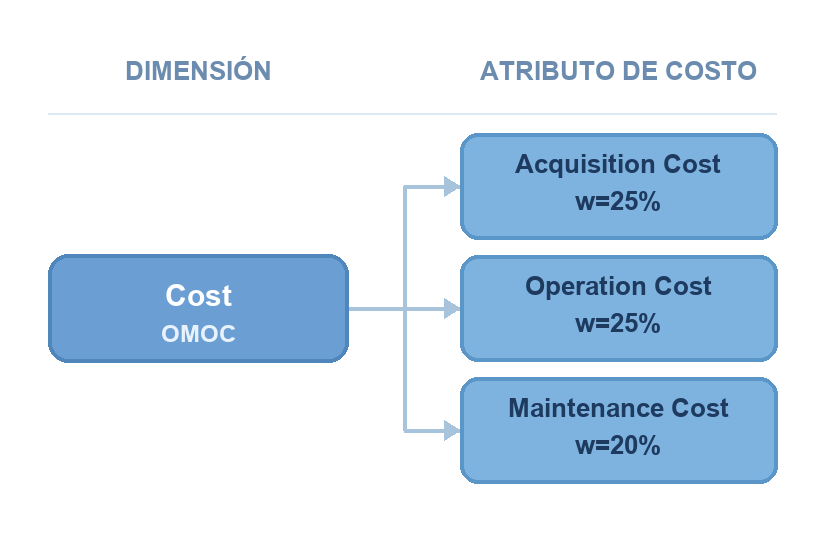 DIMENSIÓN
ATRIBUTO DE COSTO
Cost
OMOC
Acquisition Cost
w=25%
Operation Cost
w=25%
Maintenance Cost
w=20%